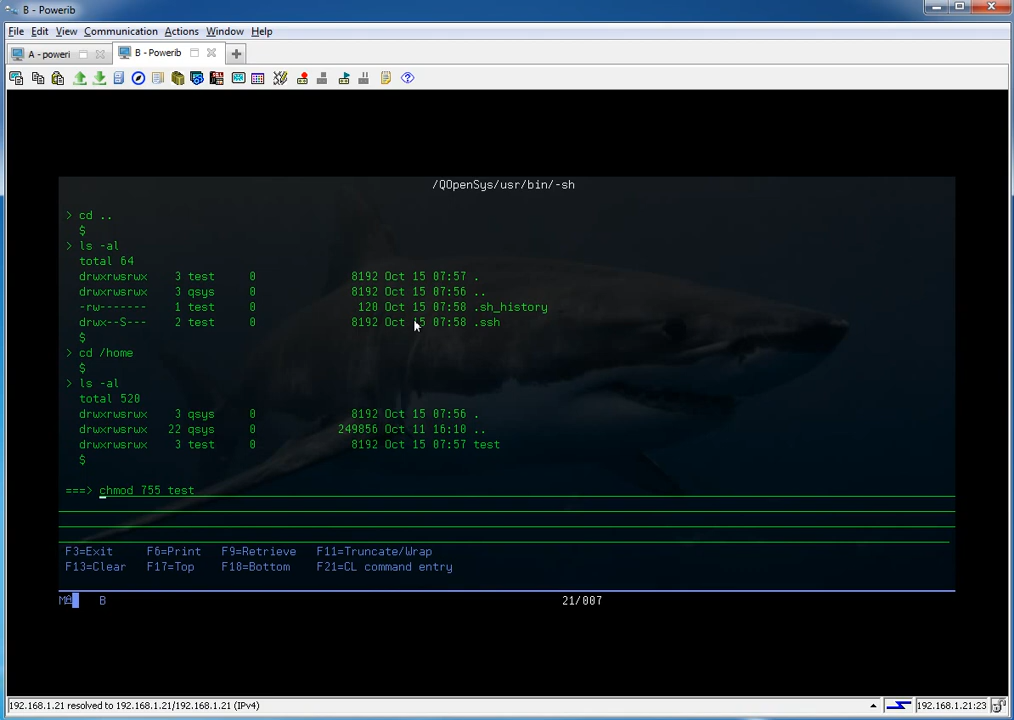 B - Powerib
File Edit View Communication Actions Window Help
A - poweri B - Powerib
/QOpenSys/usr/bin/-sh
> cd ..
$
> ls -al
total 64
drwxrwsrwx 3 test 0 8192 Oct 15 07:57 .
drwxrwsrwx 3 qsys 0 8192 Oct 15 07:56 ..
-rw------- 1 test 0 120 Oct 15 07:58 .sh_history
drwx--S--- 2 test 0 8192 Oct 15 07:58 .ssh
$
> cd /home
$
> ls -al
total 520
drwxrwsrwx 3 qsys 0 8192 Oct 15 07:56 .
drwxrwsrwx 22 qsys 0 249856 Oct 11 16:10 ..
drwxrwsrwx 3 test 0 8192 Oct 15 07:57 test
$
===> chmod 755 test
F3=Exit F6=Print F9=Retrieve F11=Truncate/Wrap
F13=Clear F17=Top F18=Bottom F21=CL command entry
B 21/007
192.168.1.21 resolved to 192.168.1.21/192.168.1.21 (IPv4) 192.168.1.21:23